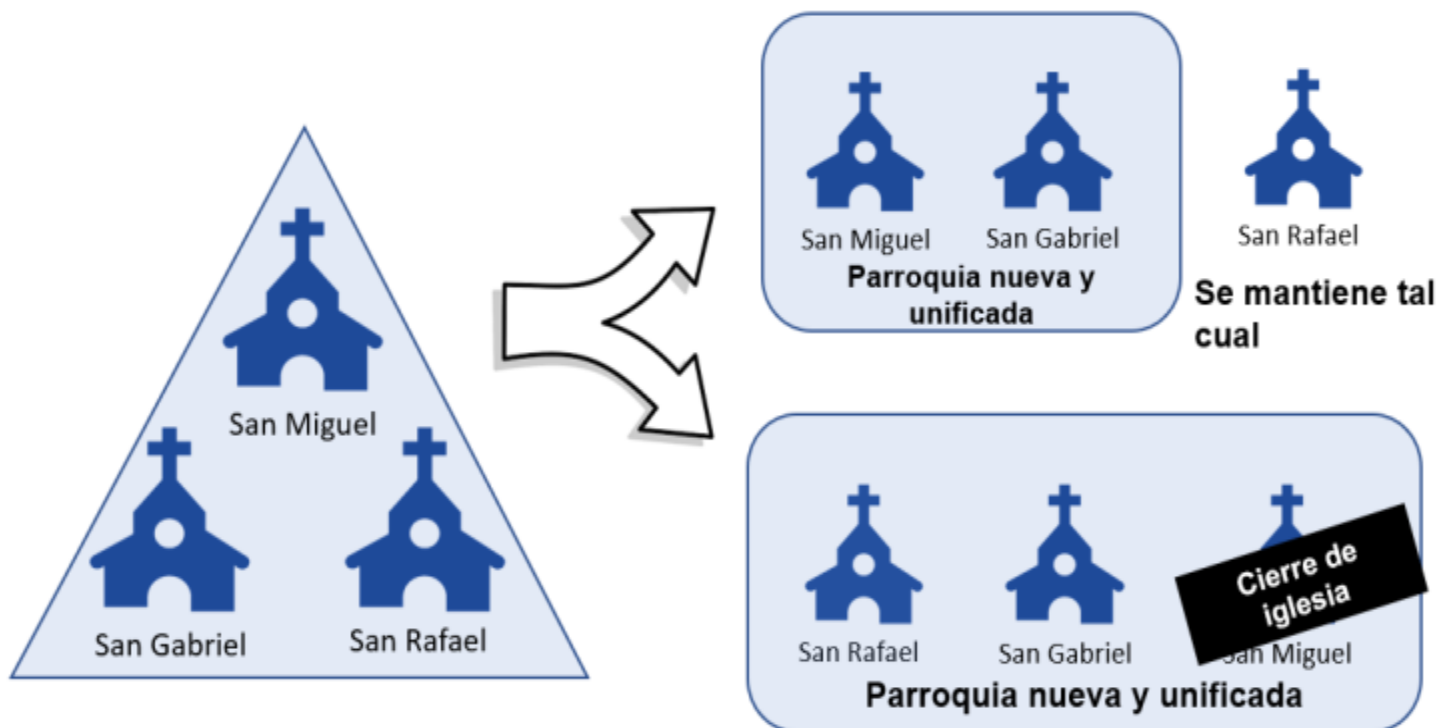 San Miguel
San Gabriel
San Rafael
San Miguel
San Gabriel
Parroquia nueva y
unificada
San Rafael
Se mantiene tal
cual
San Rafael
San Gabriel
Cierre de
iglesia
San Miguel
Parroquia nueva y unificada